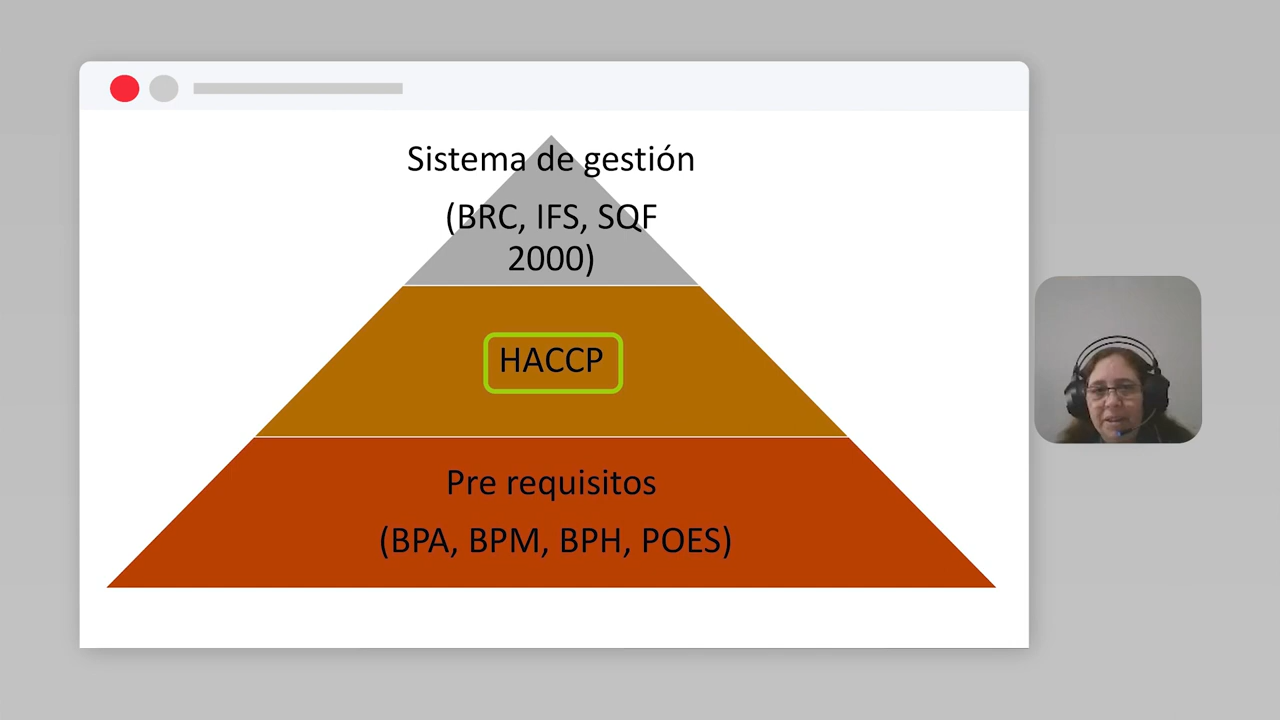 Sistema de gestión
(BRC, IFS, SQF
2000)
HACCP
Pre requisitos
(BPA, BPM, BPH, POES)